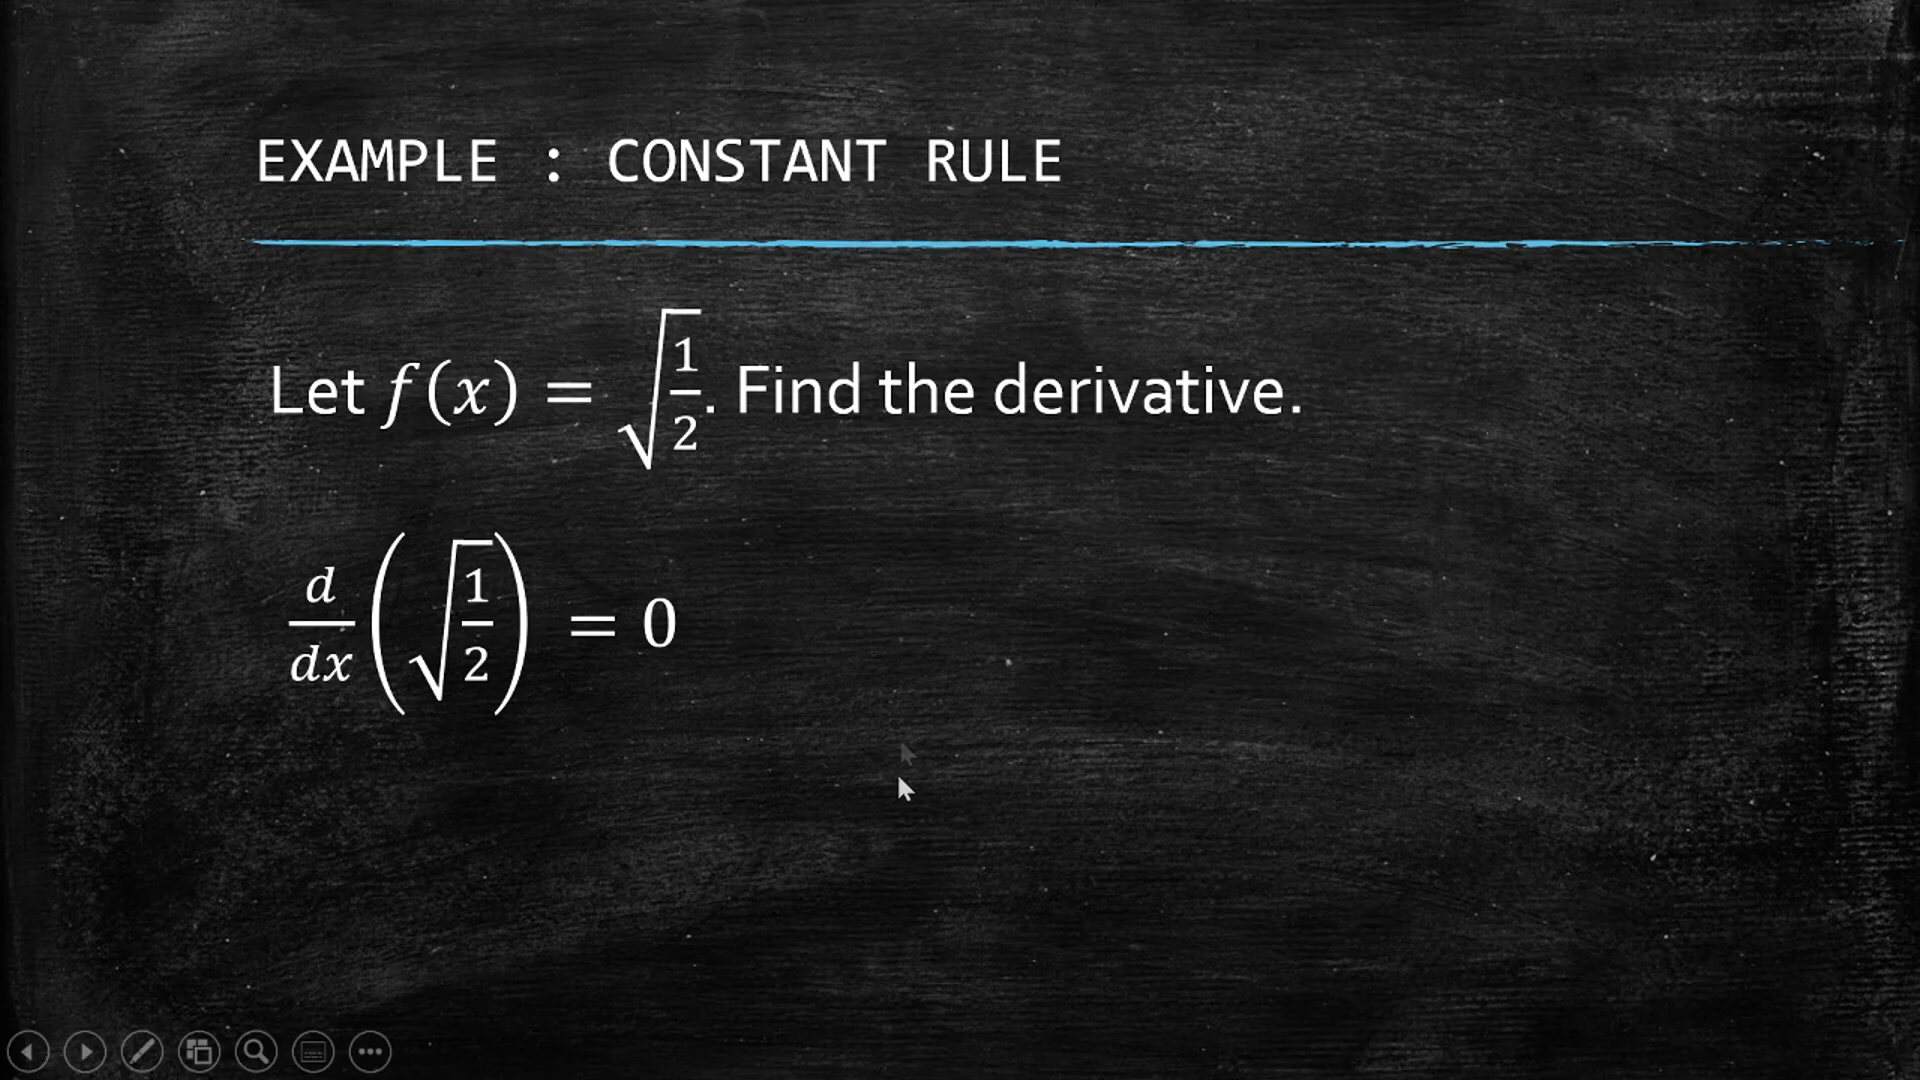 EXAMPLE : CONSTANT RULE
Let f(x) = √(1/2). Find the derivative.
d/dx (√(1/2)) = 0